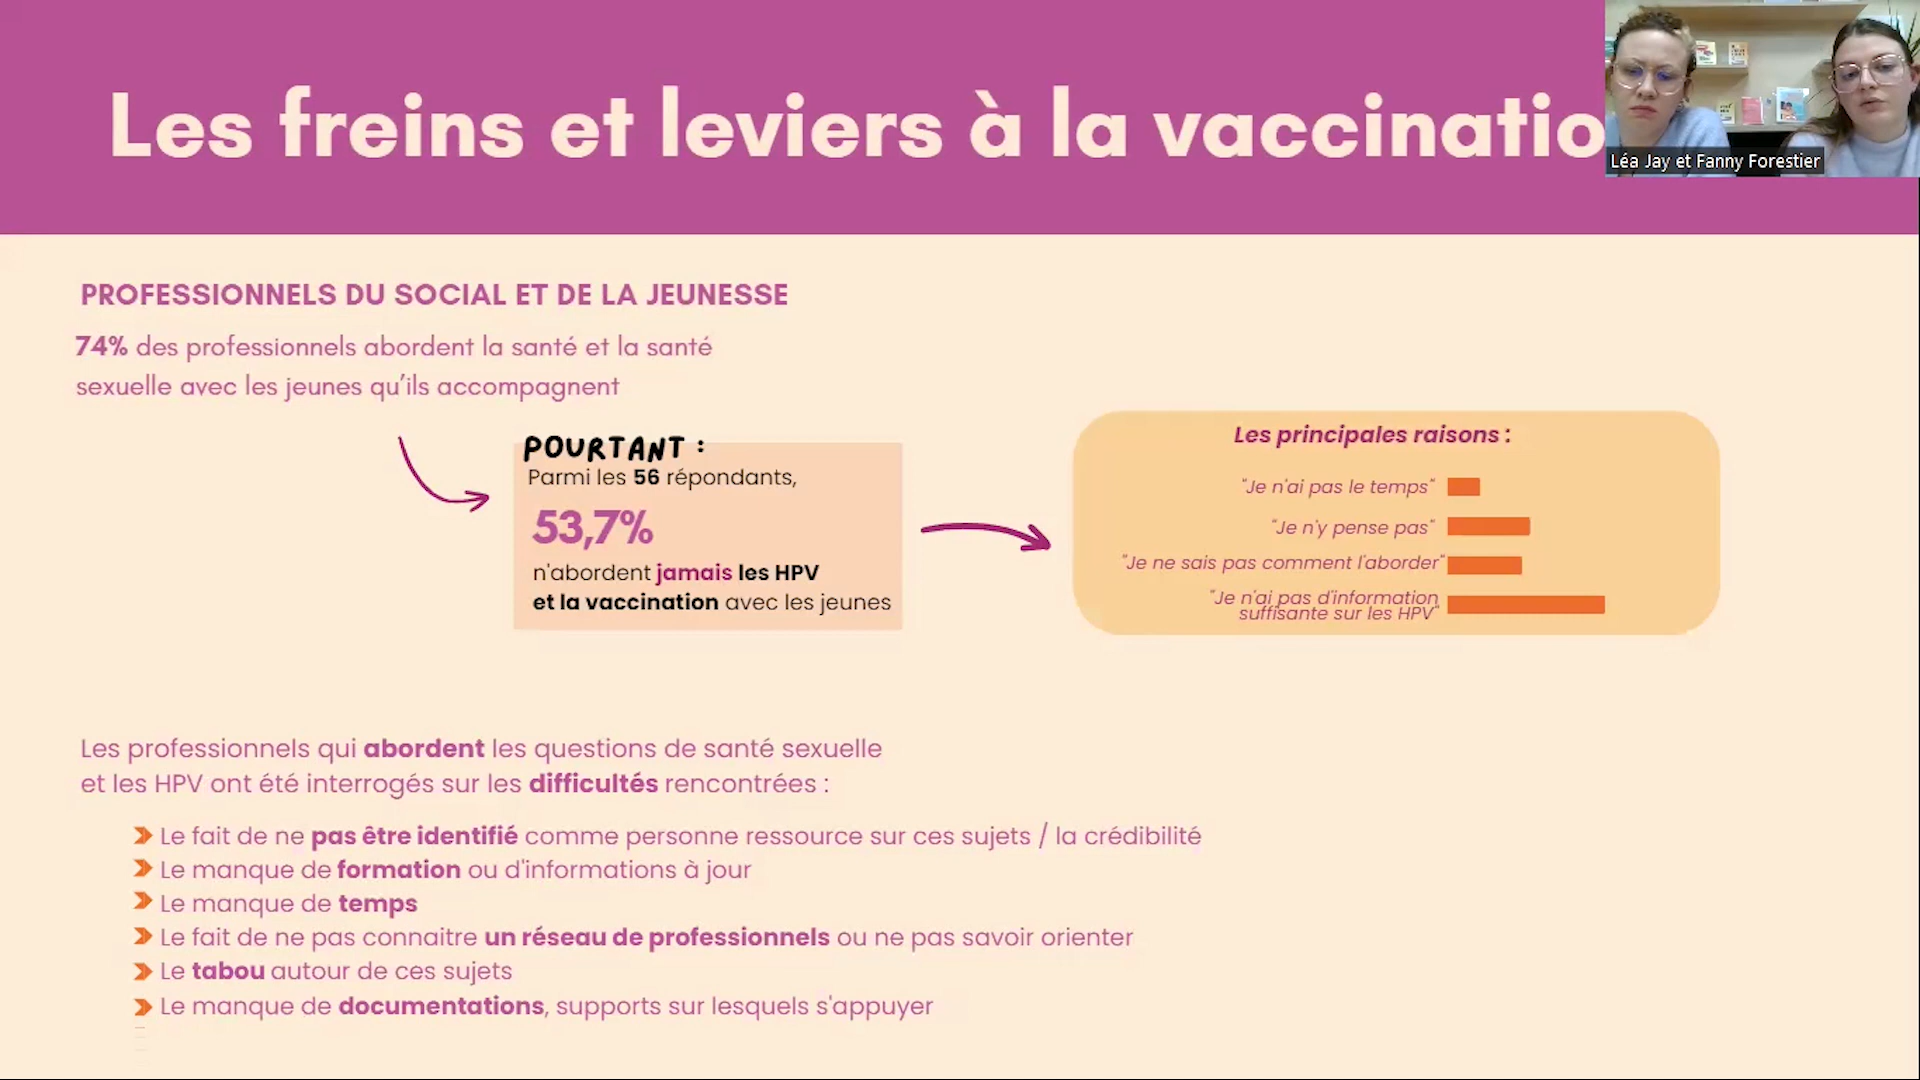 Les freins et leviers à la vaccinatio
Léa Jay et Fanny Forestier
PROFESSIONNELS DU SOCIAL ET DE LA JEUNESSE
74% des professionnels abordent la santé et la santé
sexuelle avec les jeunes qu'ils accompagnent
POURTANT :
Parmi les 56 répondants,
53,7%
n'abordent jamais les HPV
et la vaccination avec les jeunes
Les principales raisons :
"Je n'ai pas le temps"
"Je n'y pense pas"
"Je ne sais pas comment l'aborder"
"Je n'ai pas d'information
suffisante sur les HPV"
Les professionnels qui abordent les questions de santé sexuelle
et les HPV ont été interrogés sur les difficultés rencontrées :
Le fait de ne pas être identifié comme personne ressource sur ces sujets / la crédibilité
Le manque de formation ou d'informations à jour
Le manque de temps
Le fait de ne pas connaitre un réseau de professionnels ou ne pas savoir orienter
Le tabou autour de ces sujets
Le manque de documentations, supports sur lesquels s'appuyer